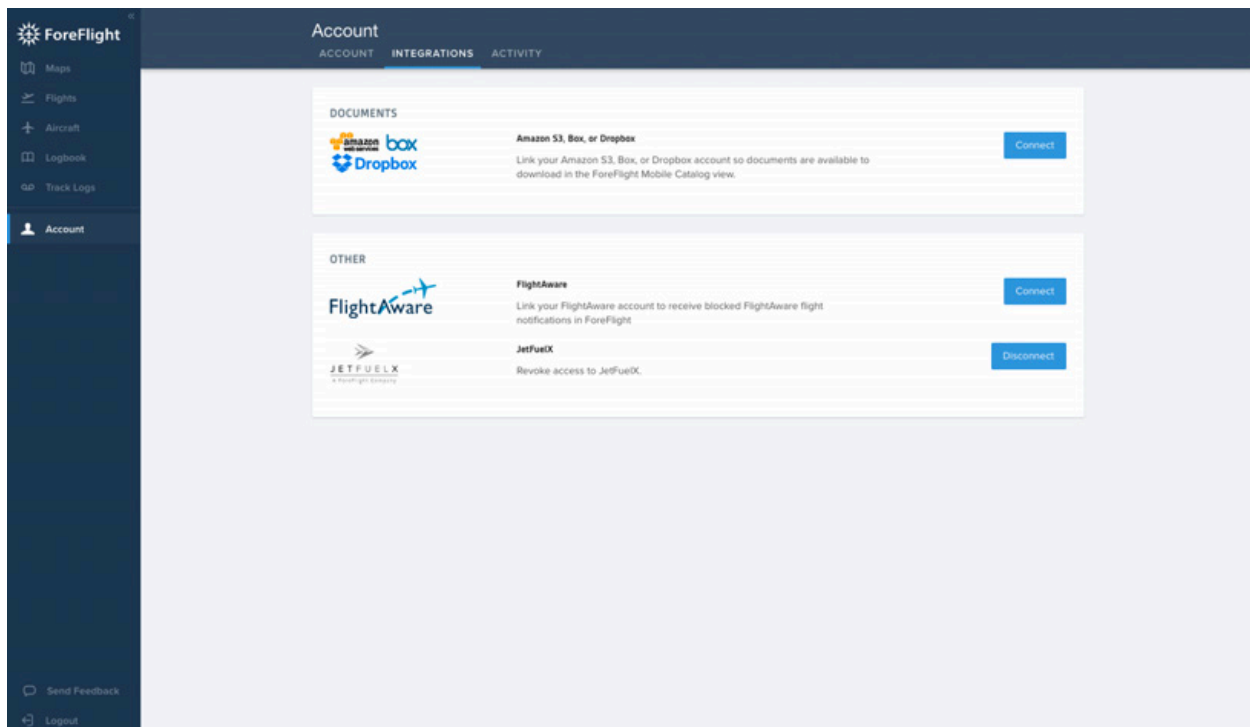 «
ForeFlight
Maps
Flights
Aircraft
Logbook
Track Logs
Account
Send Feedback
Logout
Account
ACCOUNT INTEGRATIONS ACTIVITY
DOCUMENTS
amazon web services
box
Dropbox
Amazon S3, Box, or Dropbox
Link your Amazon S3, Box, or Dropbox account so documents are available to
download in the ForeFlight Mobile Catalog view.
Connect
OTHER
FlightAware
FlightAware
Link your FlightAware account to receive blocked FlightAware flight
notifications in ForeFlight
Connect
JETFUELX
A ForeFlight Company
JetFuelX
Revoke access to JetFuelX.
Disconnect